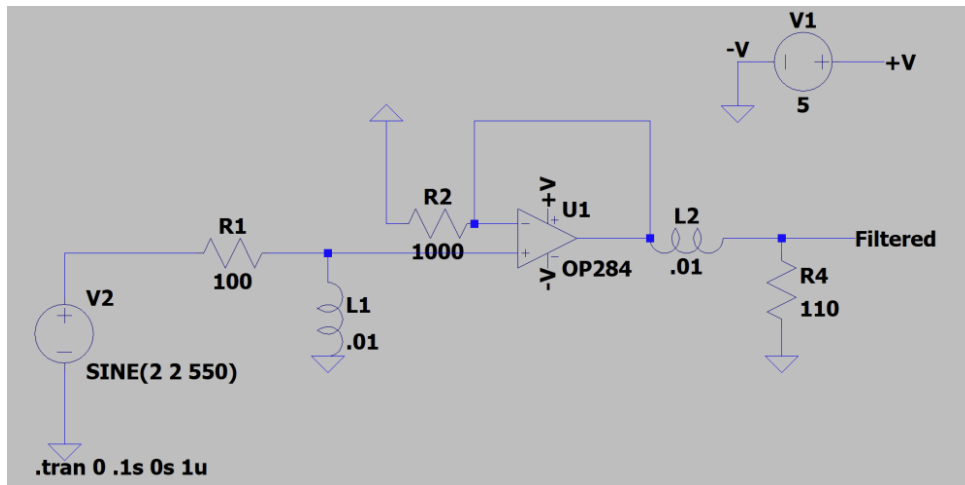 V1
-V
+V
5
R2
1000
+V
U1
-V
OP284
L2
.01
Filtered
R4
110
R1
100
L1
.01
V2
SINE(2 2 550)
.tran 0 .1s 0s 1u